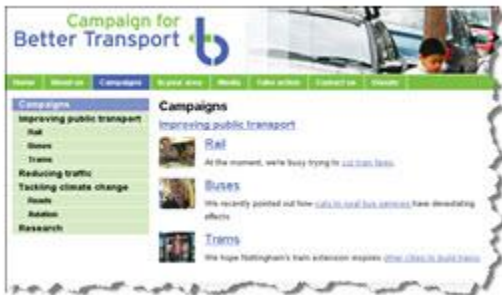 Campaign for
Better Transport
Home About us Campaigns In your area Media Take action Contact us Donate
Campaigns
Improving public transport
Rail
Buses
Trams
Reducing traffic
Tackling climate change
Roads
Aviation
Research
Campaigns
Improving public transport
Rail
At the moment, we're busy trying to cut train fares.
Buses
We recently pointed out how cuts to rural bus services have devastating
effects.
Trams
We hope Nottingham's tram extension inspires other cities to build trams